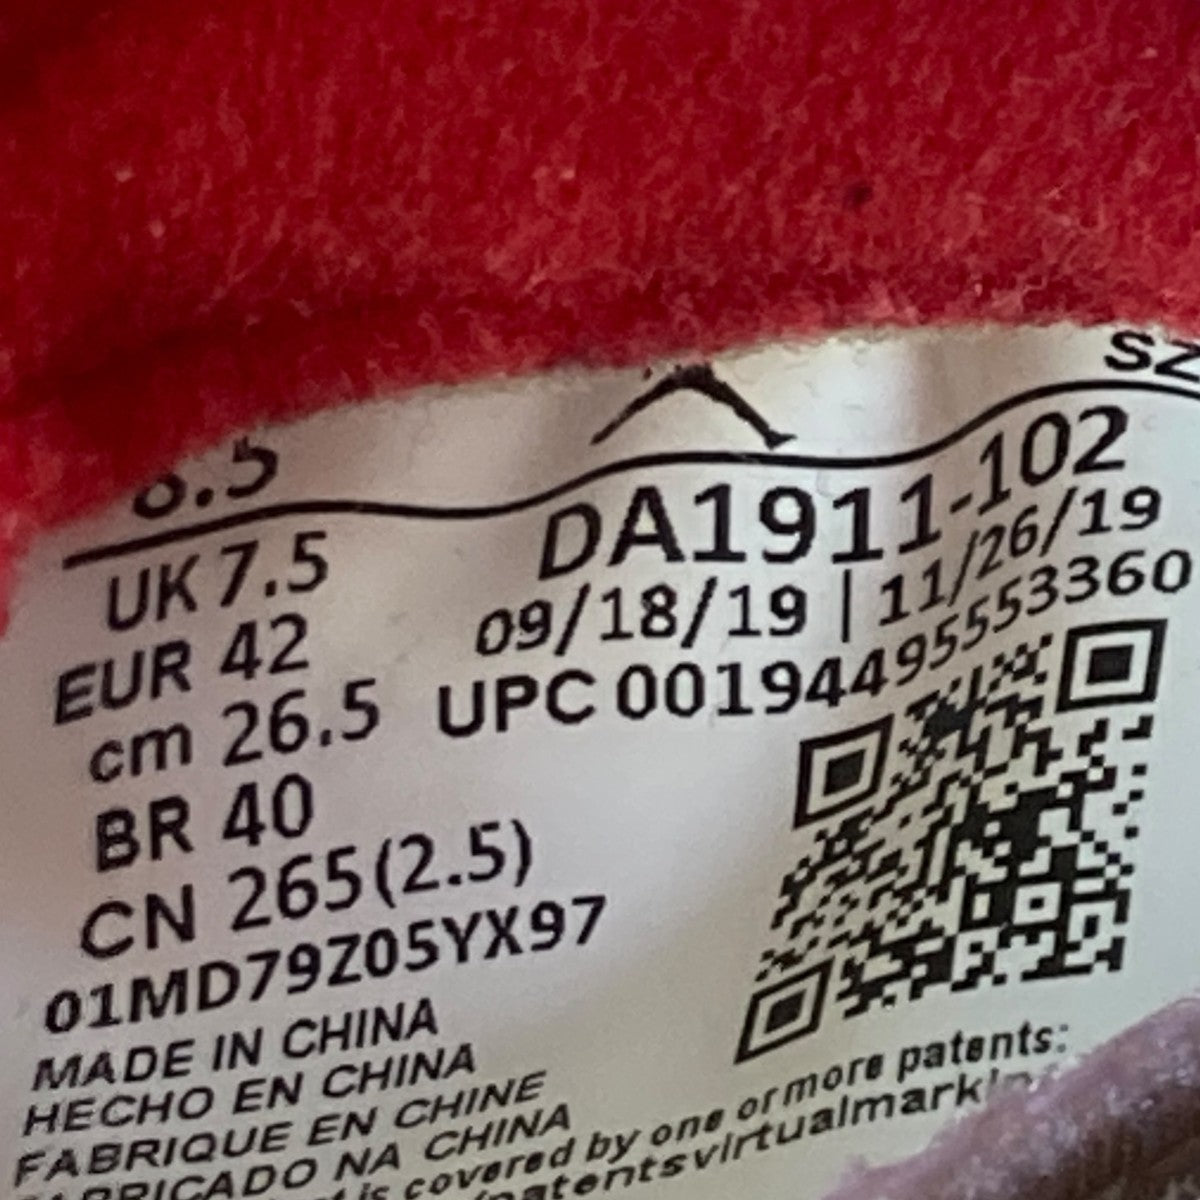 SZ
8.5
DA1911-102
UK 7.5
09/18/19 | 11/26/19
EUR 42
UPC 00194495553360
cm 26.5
BR 40
CN 265(2.5)
01MD79Z05YX97
MADE IN CHINA
HECHO EN CHINA
FABRIQUE EN CHINE
FABRICADO NA CHINA
is covered by one or more patents:
patentsvirtualmark